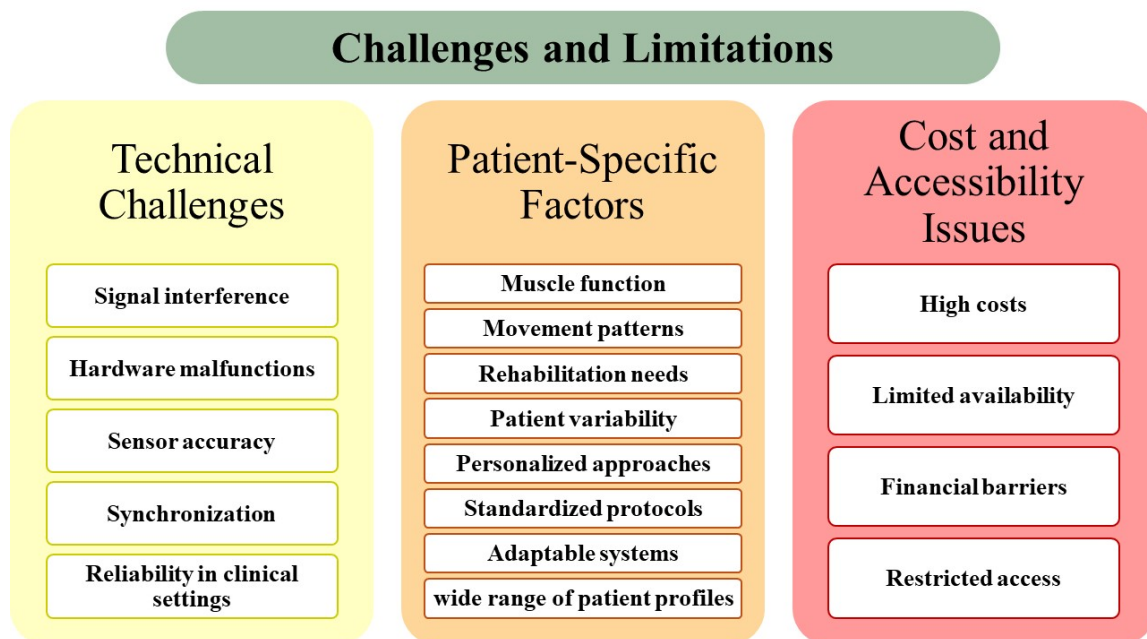 Challenges and Limitations
Technical
Challenges
Signal interference
Hardware malfunctions
Sensor accuracy
Synchronization
Reliability in clinical
settings
Patient-Specific
Factors
Muscle function
Movement patterns
Rehabilitation needs
Patient variability
Personalized approaches
Standardized protocols
Adaptable systems
wide range of patient profiles
Cost and
Accessibility
Issues
High costs
Limited availability
Financial barriers
Restricted access